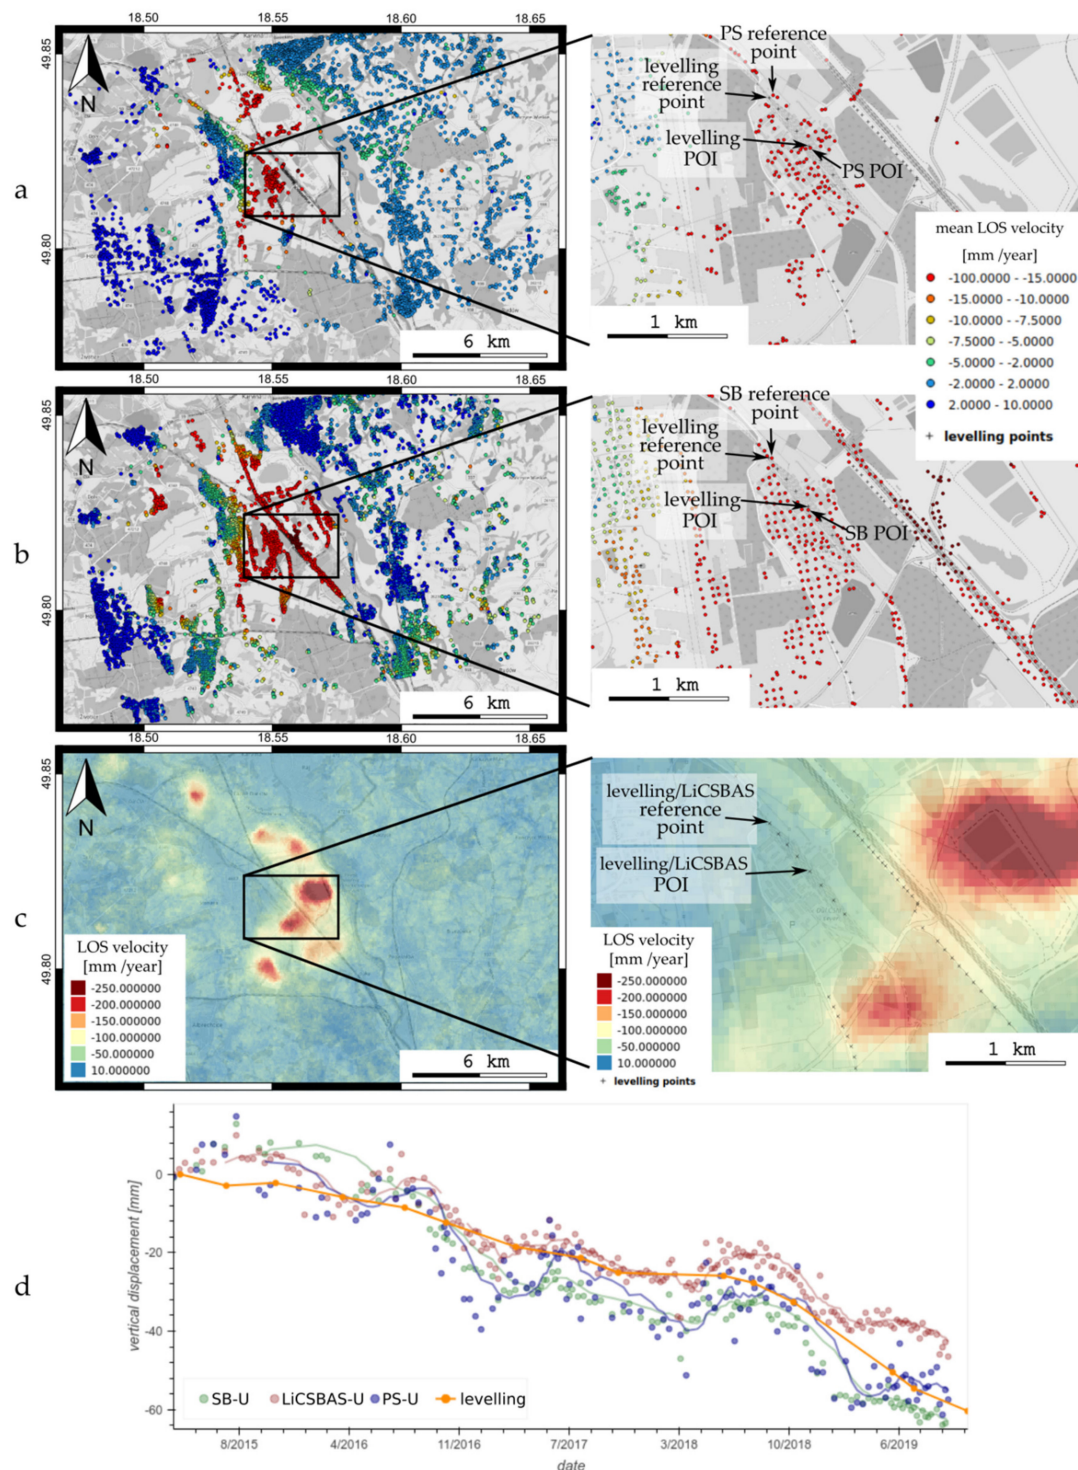 18.50
18.55
18.60
18.65
49.85
49.80
N
a
6 km
PS reference
point
levelling
reference
point
levelling
POI
PS POI
1 km
mean LOS velocity
[mm /year]
-100.0000 - -15.0000
-15.0000 - -10.0000
-10.0000 - -7.5000
-7.5000 - -5.0000
-5.0000 - -2.0000
-2.0000 - 2.0000
2.0000 - 10.0000
+ levelling points
18.50
18.55
18.60
18.65
49.85
49.80
N
b
6 km
SB reference
point
levelling
reference
point
levelling
POI
SB POI
1 km
18.50
18.55
18.60
18.65
49.85
49.80
N
c
LOS velocity
[mm /year]
-250.000000
-200.000000
-150.000000
-100.000000
-50.000000
10.000000
6 km
levelling/LiCSBAS
reference
point
levelling/LiCSBAS
POI
LOS velocity
[mm /year]
-250.000000
-200.000000
-150.000000
-100.000000
-50.000000
10.000000
+ levelling points
1 km
d
vertical displacement [mm]
0
-20
-40
-60
SB-U LiCSBAS-U PS-U levelling
8/2015 4/2016 11/2016 7/2017 3/2018 10/2018 6/2019
date